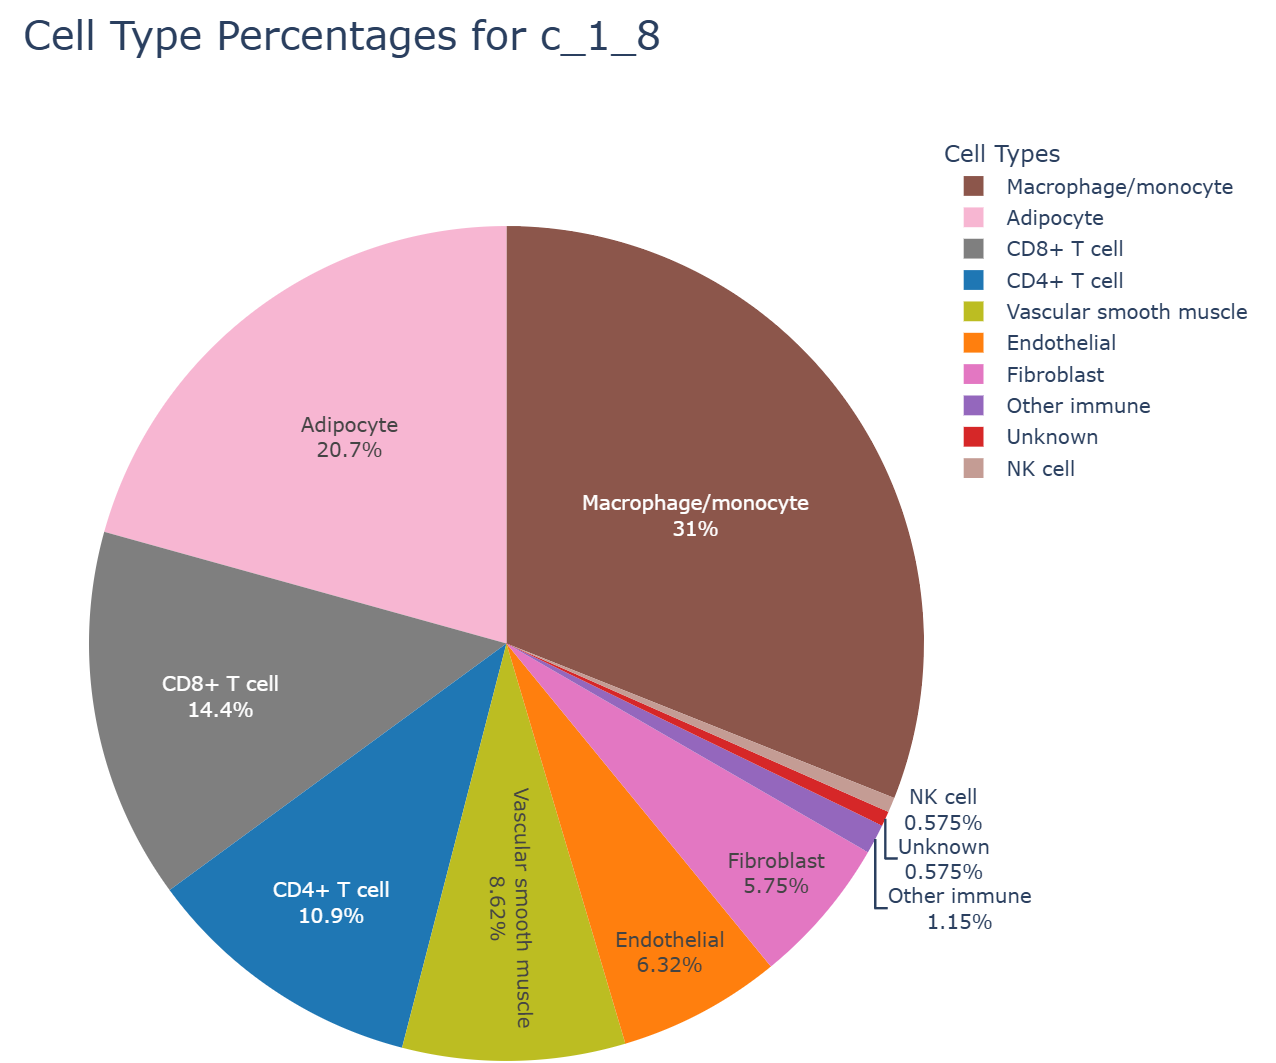 Cell Type Percentages for c_1_8
Cell Types
Macrophage/monocyte
Adipocyte
CD8+ T cell
CD4+ T cell
Vascular smooth muscle
Endothelial
Fibroblast
Other immune
Unknown
NK cell
Adipocyte
20.7%
Macrophage/monocyte
31%
CD8+ T cell
14.4%
CD4+ T cell
10.9%
Vascular smooth muscle
8.62%
Endothelial
6.32%
Fibroblast
5.75%
NK cell
0.575%
Unknown
0.575%
Other immune
1.15%